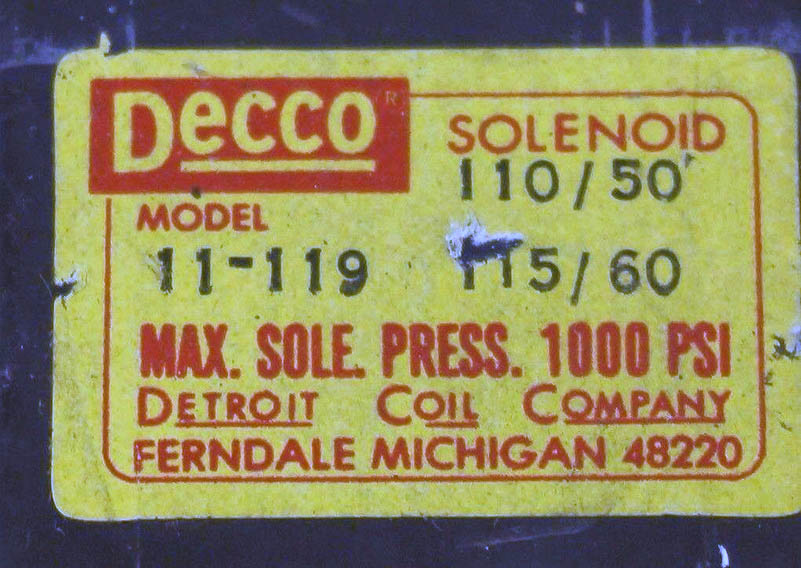 Decco®
SOLENOID
110/50
MODEL
11-119
115/60
MAX. SOLE. PRESS. 1000 PSI
DETROIT COIL COMPANY
FERNDALE MICHIGAN 48220